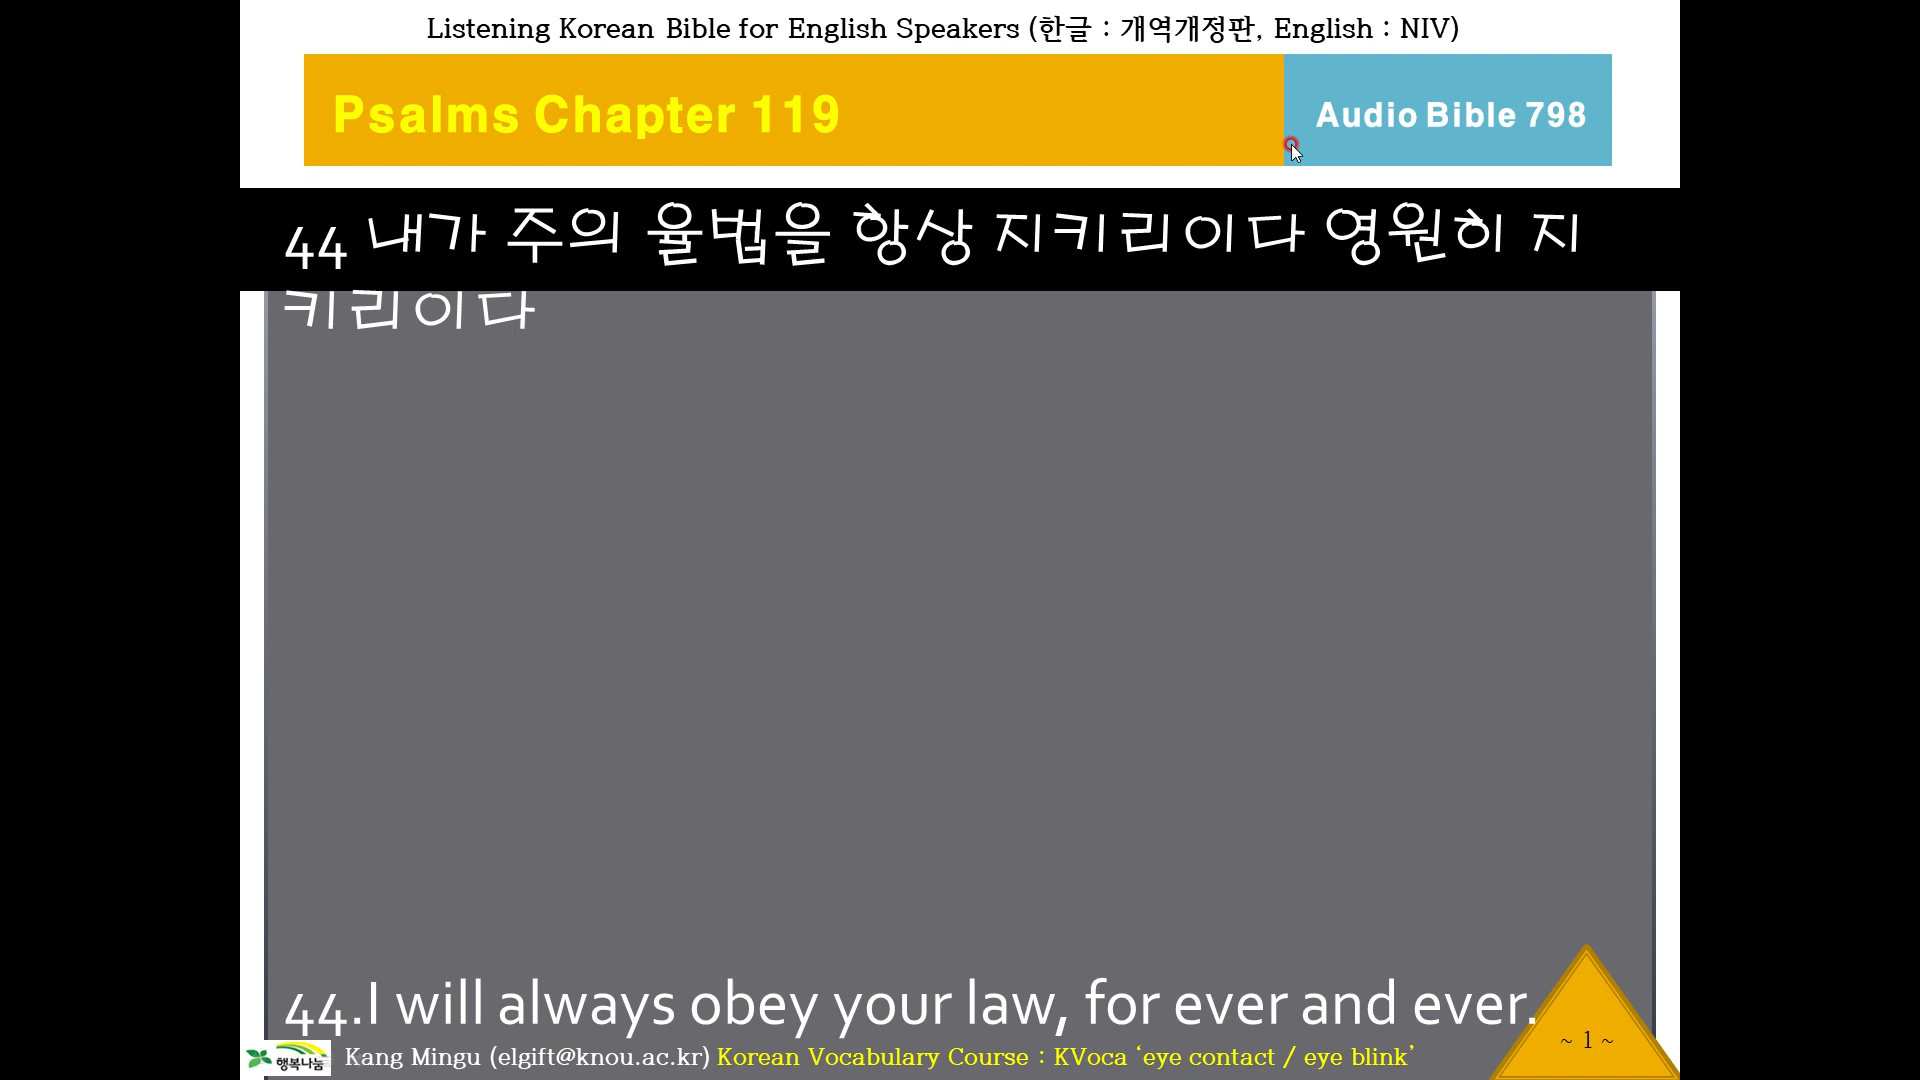 Listening Korean Bible for English Speakers (한글 : 개역개정판, English : NIV)
Psalms Chapter 119
Audio Bible 798
44 내가 주의 율법을 항상 지키리이다 영원히 지
키리이다
44.I will always obey your law, for ever and ever.
~ 1 ~
행복나눔
Kang Mingu (elgift@knou.ac.kr) Korean Vocabulary Course : KVoca ‘eye contact / eye blink’